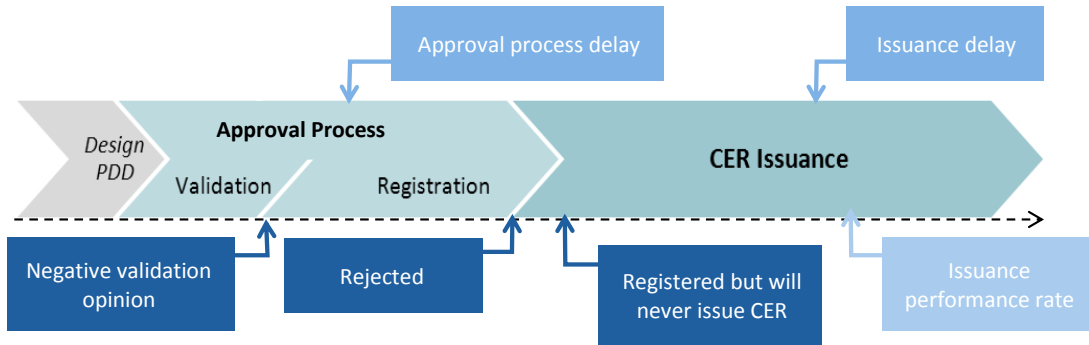 Approval process delay
Issuance delay
Design
PDD
Approval Process
Validation
Registration
CER Issuance
Negative validation
opinion
Rejected
Registered but will
never issue CER
Issuance
performance rate